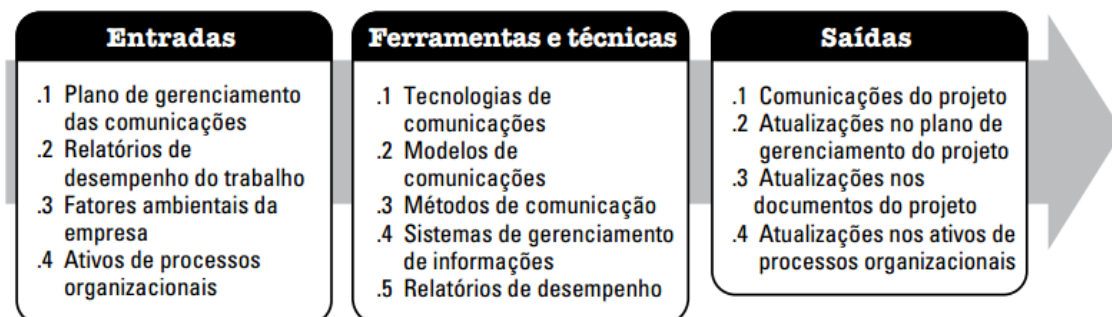 Entradas
.1 Plano de gerenciamento
das comunicações
.2 Relatórios de
desempenho do trabalho
.3 Fatores ambientais da
empresa
.4 Ativos de processos
organizacionais
Ferramentas e técnicas
.1 Tecnologias de
comunicações
.2 Modelos de
comunicações
.3 Métodos de comunicação
.4 Sistemas de gerenciamento
de informações
.5 Relatórios de desempenho
Saídas
.1 Comunicações do projeto
.2 Atualizações no plano de
gerenciamento do projeto
.3 Atualizações nos
documentos do projeto
.4 Atualizações nos ativos de
processos organizacionais